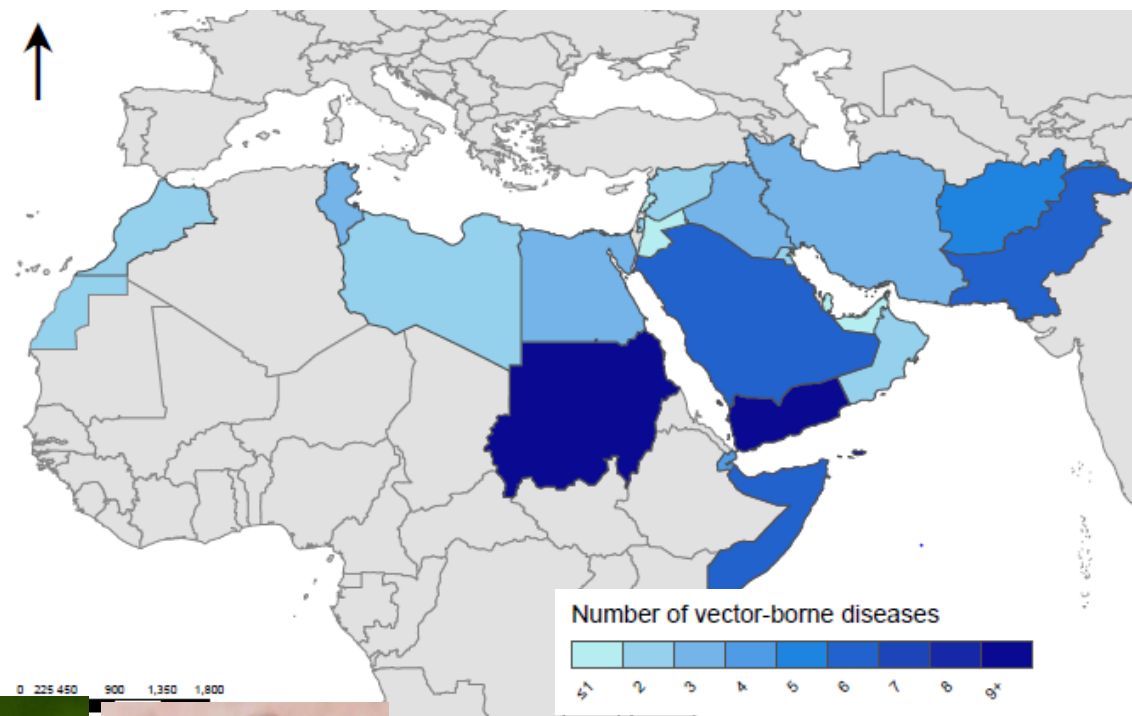 Number of vector-borne diseases
≤1 2 3 4 5 6 7 8 9+
0 225 450 900 1,350 1,800